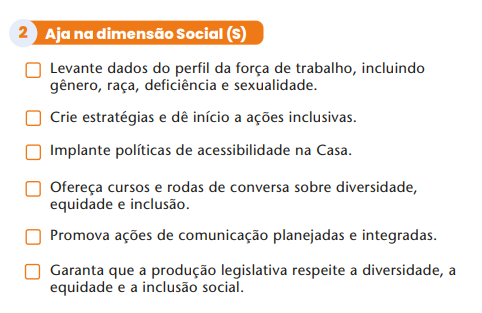 2 Aja na dimensão Social (S)
Levante dados do perfil da força de trabalho, incluindo
gênero, raça, deficiência e sexualidade.
Crie estratégias e dê início a ações inclusivas.
Implante políticas de acessibilidade na Casa.
Ofereça cursos e rodas de conversa sobre diversidade,
equidade e inclusão.
Promova ações de comunicação planejadas e integradas.
Garanta que a produção legislativa respeite a diversidade, a
equidade e a inclusão social.